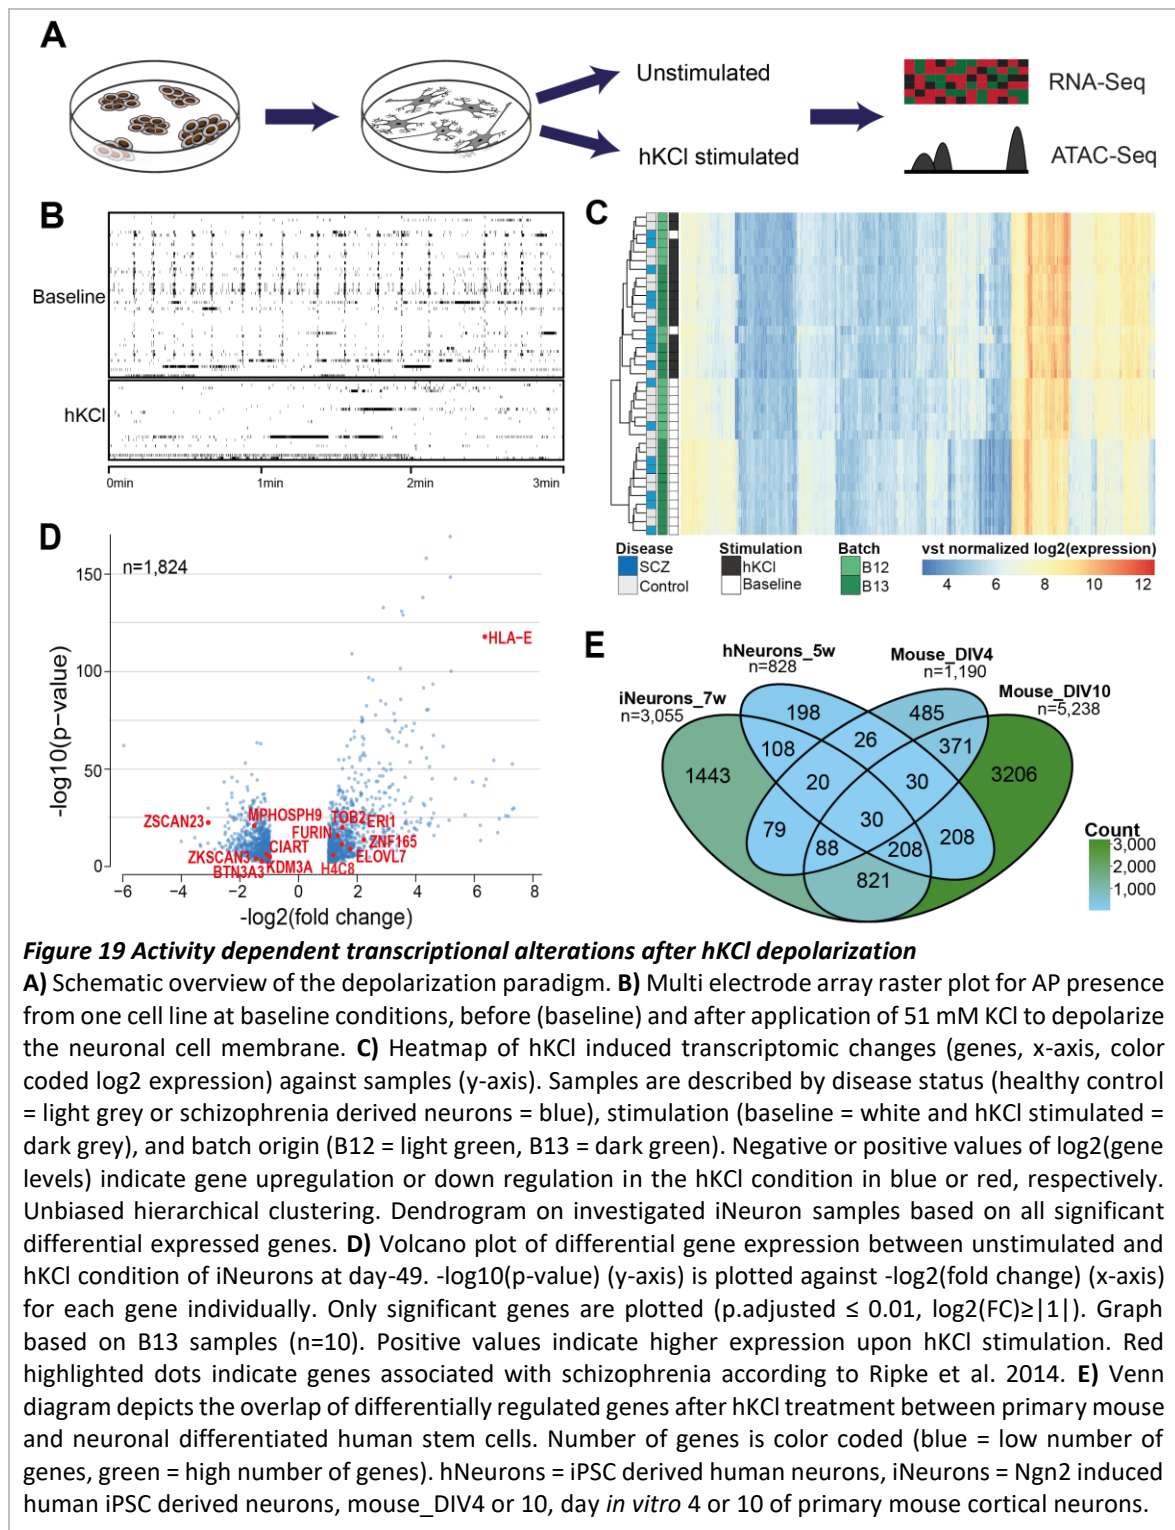 A
Unstimulated
hKCl stimulated
RNA-Seq
ATAC-Seq
B
Baseline
hKCl
0min
1min
2min
3min
C
Disease
SCZ
Control
Stimulation
hKCl
Baseline
Batch
B12
B13
vst normalized log2(expression)
4 6 8 10 12
D
n=1,824
-log10(p-value)
150
100
50
0
HLA-E
ZSCAN23
MPHOSPH9
TOB2
ERI1
FURIN
ZNF165
CIART
ELOVL7
ZKSCAN3
KDM3A
H4C8
BTN3A3
-6 -4 -2 0 2 4 6 8
-log2(fold change)
E
hNeurons_5w
n=828
Mouse_DIV4
n=1,190
iNeurons_7w
n=3,055
Mouse_DIV10
n=5,238
198
485
108
26
371
1443
20
30
3206
79
30
208
88
208
821
Count
3,000
2,000
1,000
Figure 19 Activity dependent transcriptional alterations after hKCl depolarization
A) Schematic overview of the depolarization paradigm. B) Multi electrode array raster plot for AP presence
from one cell line at baseline conditions, before (baseline) and after application of 51 mM KCl to depolarize
the neuronal cell membrane. C) Heatmap of hKCl induced transcriptomic changes (genes, x-axis, color
coded log2 expression) against samples (y-axis). Samples are described by disease status (healthy control
= light grey or schizophrenia derived neurons = blue), stimulation (baseline = white and hKCl stimulated =
dark grey), and batch origin (B12 = light green, B13 = dark green). Negative or positive values of log2(gene
levels) indicate gene upregulation or down regulation in the hKCl condition in blue or red, respectively.
Unbiased hierarchical clustering. Dendrogram on investigated iNeuron samples based on all significant
differential expressed genes. D) Volcano plot of differential gene expression between unstimulated and
hKCl condition of iNeurons at day-49. -log10(p-value) (y-axis) is plotted against -log2(fold change) (x-axis)
for each gene individually. Only significant genes are plotted (p.adjusted ≤ 0.01, log2(FC)≥|1|). Graph
based on B13 samples (n=10). Positive values indicate higher expression upon hKCl stimulation. Red
highlighted dots indicate genes associated with schizophrenia according to Ripke et al. 2014. E) Venn
diagram depicts the overlap of differentially regulated genes after hKCl treatment between primary mouse
and neuronal differentiated human stem cells. Number of genes is color coded (blue = low number of
genes, green = high number of genes). hNeurons = iPSC derived human neurons, iNeurons = Ngn2 induced
human iPSC derived neurons, mouse_DIV4 or 10, day in vitro 4 or 10 of primary mouse cortical neurons.